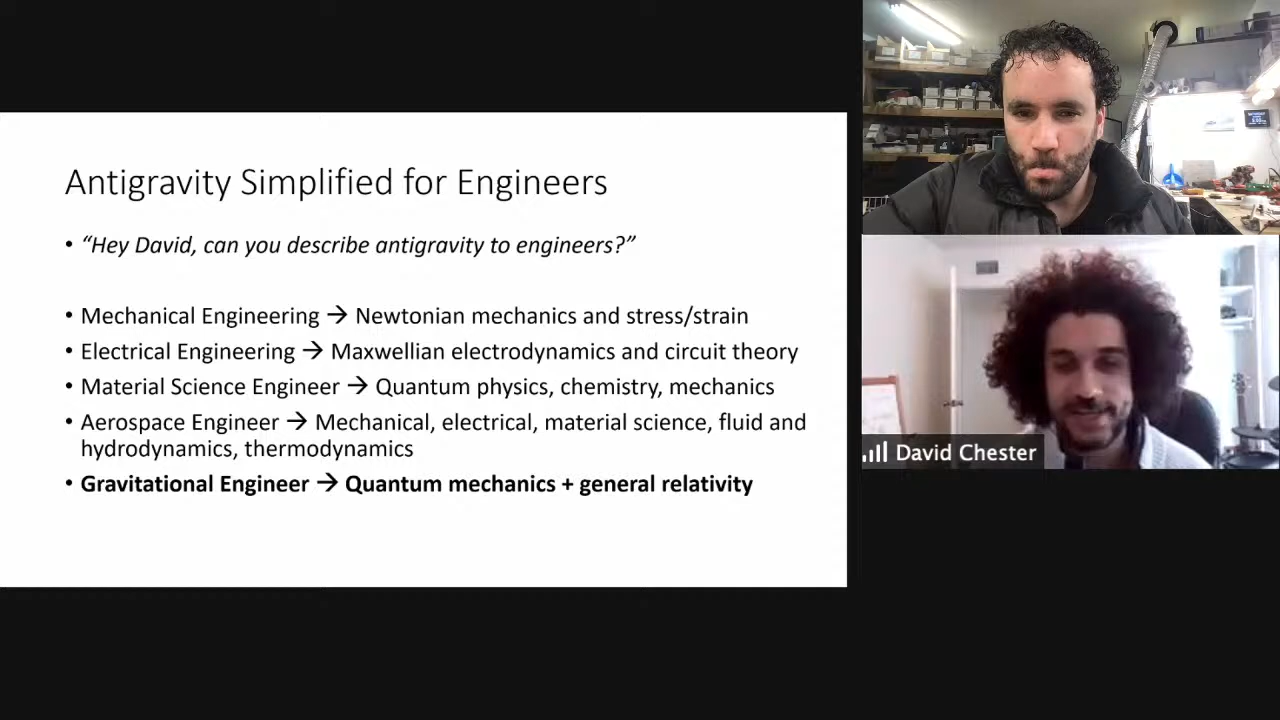 Antigravity Simplified for Engineers
• “Hey David, can you describe antigravity to engineers?”
• Mechanical Engineering → Newtonian mechanics and stress/strain
• Electrical Engineering → Maxwellian electrodynamics and circuit theory
• Material Science Engineer → Quantum physics, chemistry, mechanics
• Aerospace Engineer → Mechanical, electrical, material science, fluid and
hydrodynamics, thermodynamics
• Gravitational Engineer → Quantum mechanics + general relativity
David Chester